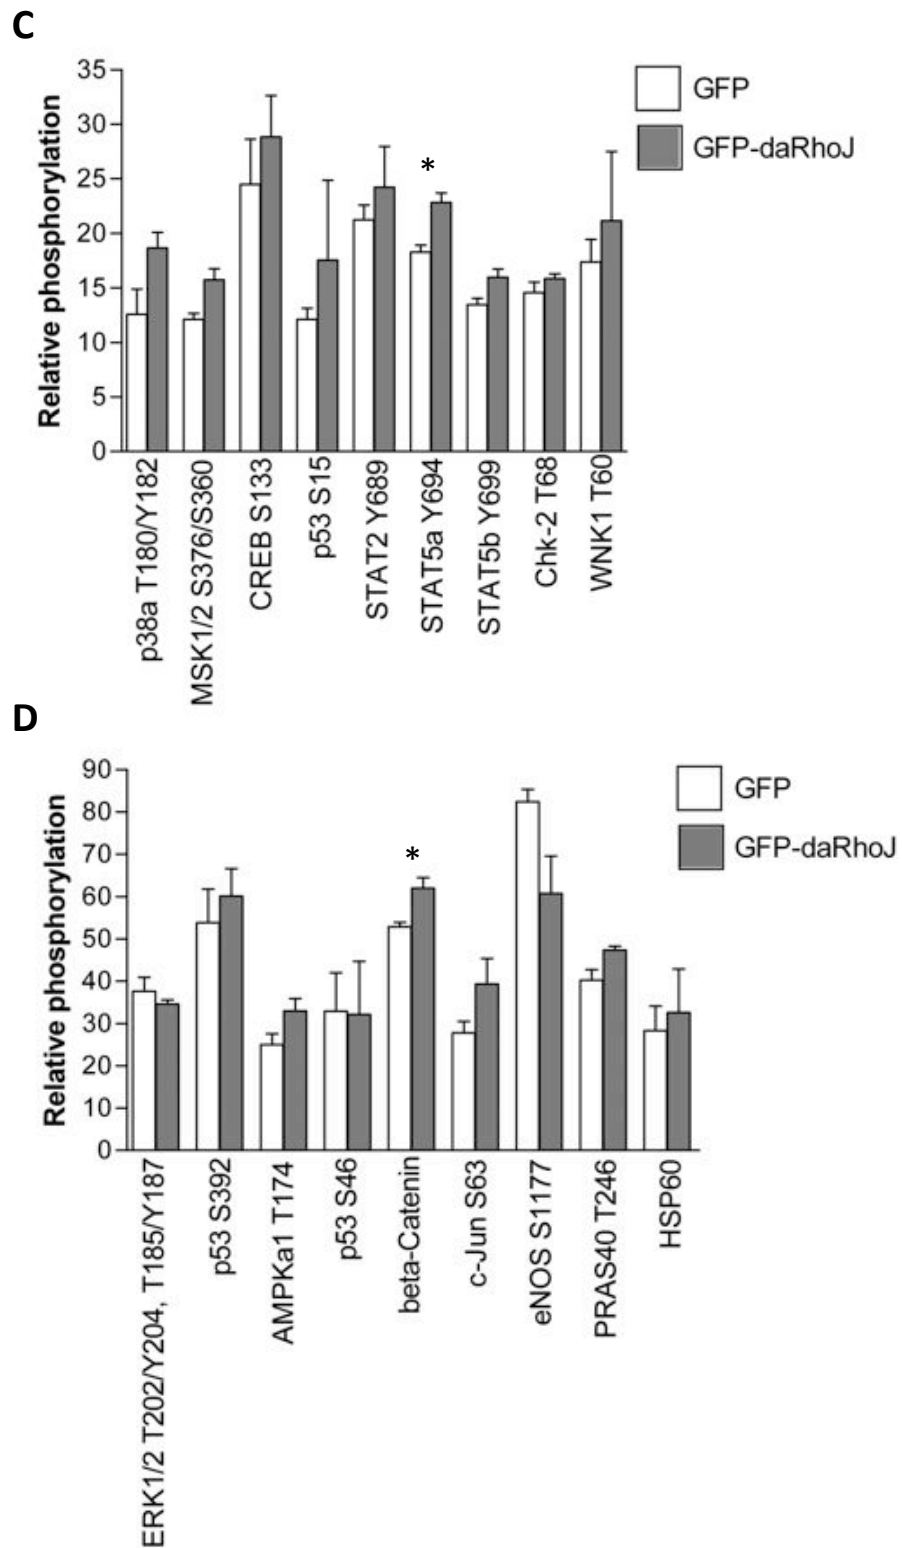 C
Relative phosphorylation
35
30
25
20
15
10
5
0
*
GFP
GFP-daRhoJ
p38a T180/Y182
MSK1/2 S376/S360
CREB S133
p53 S15
STAT2 Y689
STAT5a Y694
STAT5b Y699
Chk-2 T68
WNK1 T60
D
Relative phosphorylation
90
80
70
60
50
40
30
20
10
0
*
GFP
GFP-daRhoJ
ERK1/2 T202/Y204, T185/Y187
p53 S392
AMPKa1 T174
p53 S46
beta-Catenin
c-Jun S63
eNOS S1177
PRAS40 T246
HSP60